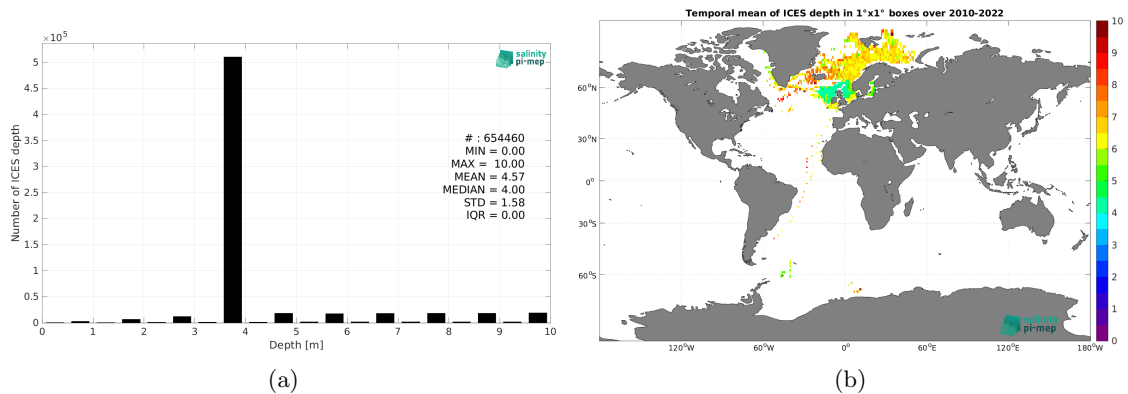 ×10⁵
5
4.5
4
3.5
3
2.5
2
1.5
1
0.5
0
Number of ICES depth
salinity
pi-mep
# : 654460
MIN = 0.00
MAX = 10.00
MEAN = 4.57
MEDIAN = 4.00
STD = 1.58
IQR = 0.00
0 1 2 3 4 5 6 7 8 9 10
Depth [m]
(a)
Temporal mean of ICES depth in 1°x1° boxes over 2010-2022
60°N
30°N
0°
30°S
60°S
120°W 60°W 0° 60°E 120°E 180°W
salinity
pi-mep
10
9
8
7
6
5
4
3
2
1
0
(b)